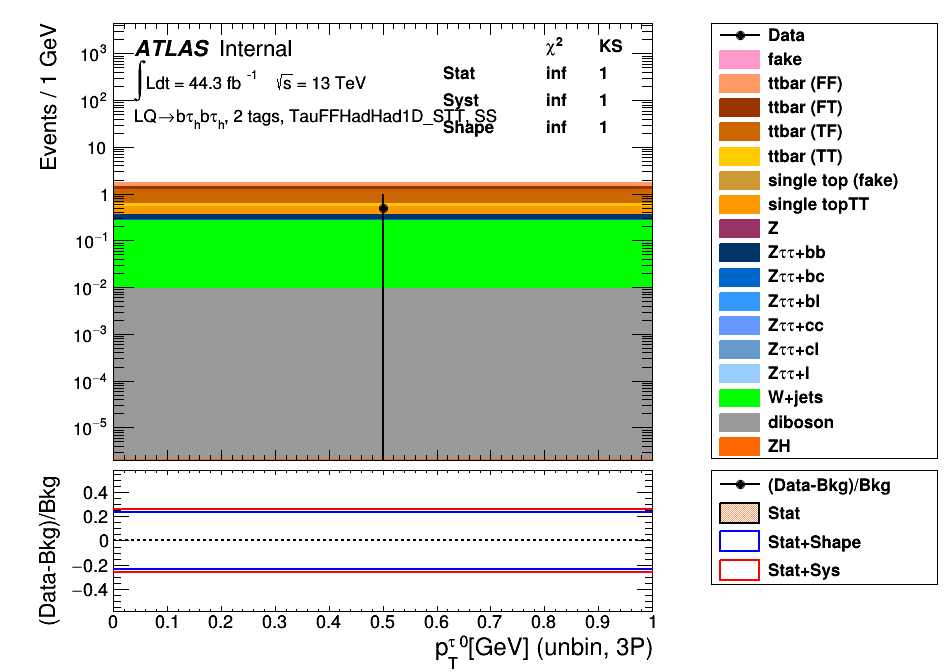 Events / 1 GeV
10³
10²
10
1
10⁻¹
10⁻²
10⁻³
10⁻⁴
10⁻⁵
ATLAS Internal
∫Ldt = 44.3 fb⁻¹ √s = 13 TeV
LQ→bτₕbτₕ, 2 tags, TauFFHadHad1D_STT, SS
χ² KS
Stat inf 1
Syst inf 1
Shape inf 1
Data
fake
ttbar (FF)
ttbar (FT)
ttbar (TF)
ttbar (TT)
single top (fake)
single topTT
Z
Zττ+bb
Zττ+bc
Zττ+bl
Zττ+cc
Zττ+cl
Zττ+l
W+jets
diboson
ZH
(Data-Bkg)/Bkg
0.4
0.2
0
−0.2
−0.4
(Data-Bkg)/Bkg
Stat
Stat+Shape
Stat+Sys
0 0.1 0.2 0.3 0.4 0.5 0.6 0.7 0.8 0.9 1
p_T^{τ 0}[GeV] (unbin, 3P)